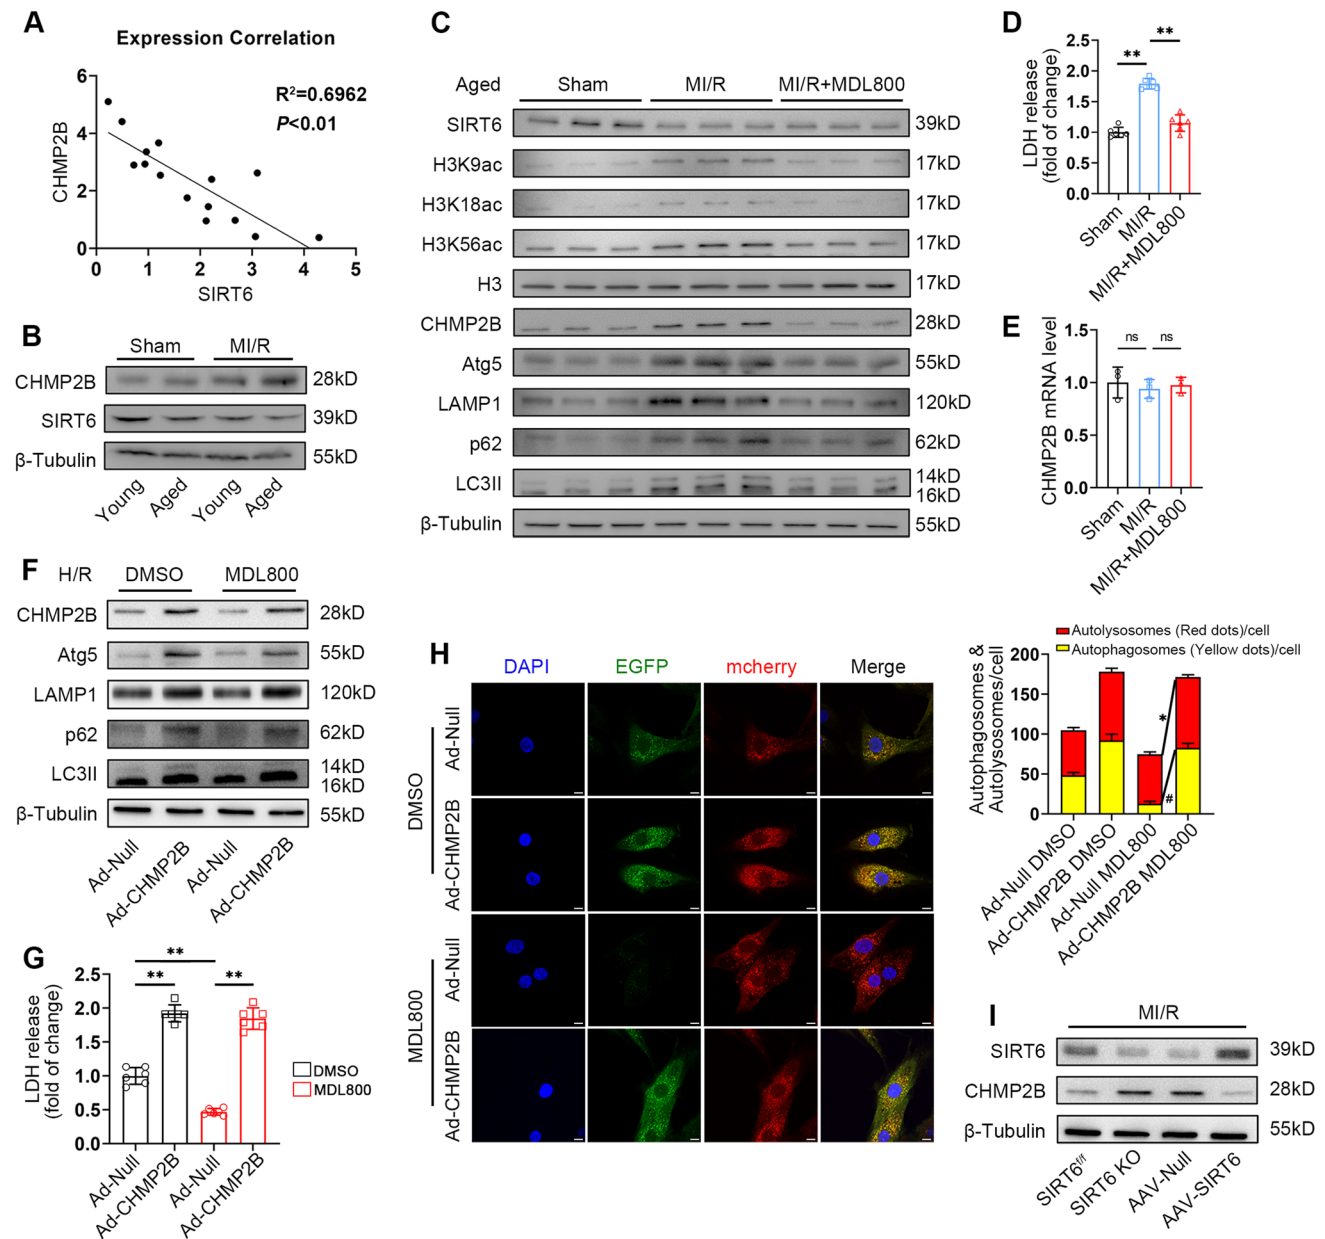 A
Expression Correlation
R²=0.6962
P<0.01
CHMP2B
6
4
2
0
0 1 2 3 4 5
SIRT6
B
Sham MI/R
CHMP2B 28kD
SIRT6 39kD
β-Tubulin 55kD
Young Aged Young Aged
C
Aged Sham MI/R MI/R+MDL800
SIRT6 39kD
H3K9ac 17kD
H3K18ac 17kD
H3K56ac 17kD
H3 17kD
CHMP2B 28kD
Atg5 55kD
LAMP1 120kD
p62 62kD
LC3II 14kD
16kD
β-Tubulin 55kD
D
LDH release
(fold of change)
2.5
2.0
1.5
1.0
0.5
0.0
** **
Sham MI/R MI/R+MDL800
E
CHMP2B mRNA level
1.5
1.0
0.5
0.0
ns ns
Sham MI/R MI/R+MDL800
F
H/R DMSO MDL800
CHMP2B 28kD
Atg5 55kD
LAMP1 120kD
p62 62kD
LC3II 14kD
16kD
β-Tubulin 55kD
Ad-Null Ad-CHMP2B Ad-Null Ad-CHMP2B
G
LDH release
(fold of change)
2.5
2.0
1.5
1.0
0.5
0.0
**
** **
DMSO
MDL800
Ad-Null Ad-CHMP2B Ad-Null Ad-CHMP2B
H
DAPI EGFP mcherry Merge
DMSO
Ad-Null
Ad-CHMP2B
MDL800
Ad-Null
Ad-CHMP2B
Autolysosomes (Red dots)/cell
Autophagosomes (Yellow dots)/cell
Autophagosomes &
Autolysosomes/cell
200
150
100
50
0
*
#
Ad-Null DMSO
Ad-CHMP2B DMSO
Ad-Null MDL800
Ad-CHMP2B MDL800
I
MI/R
SIRT6 39kD
CHMP2B 28kD
β-Tubulin 55kD
SIRT6f/f SIRT6 KO AAV-Null AAV-SIRT6